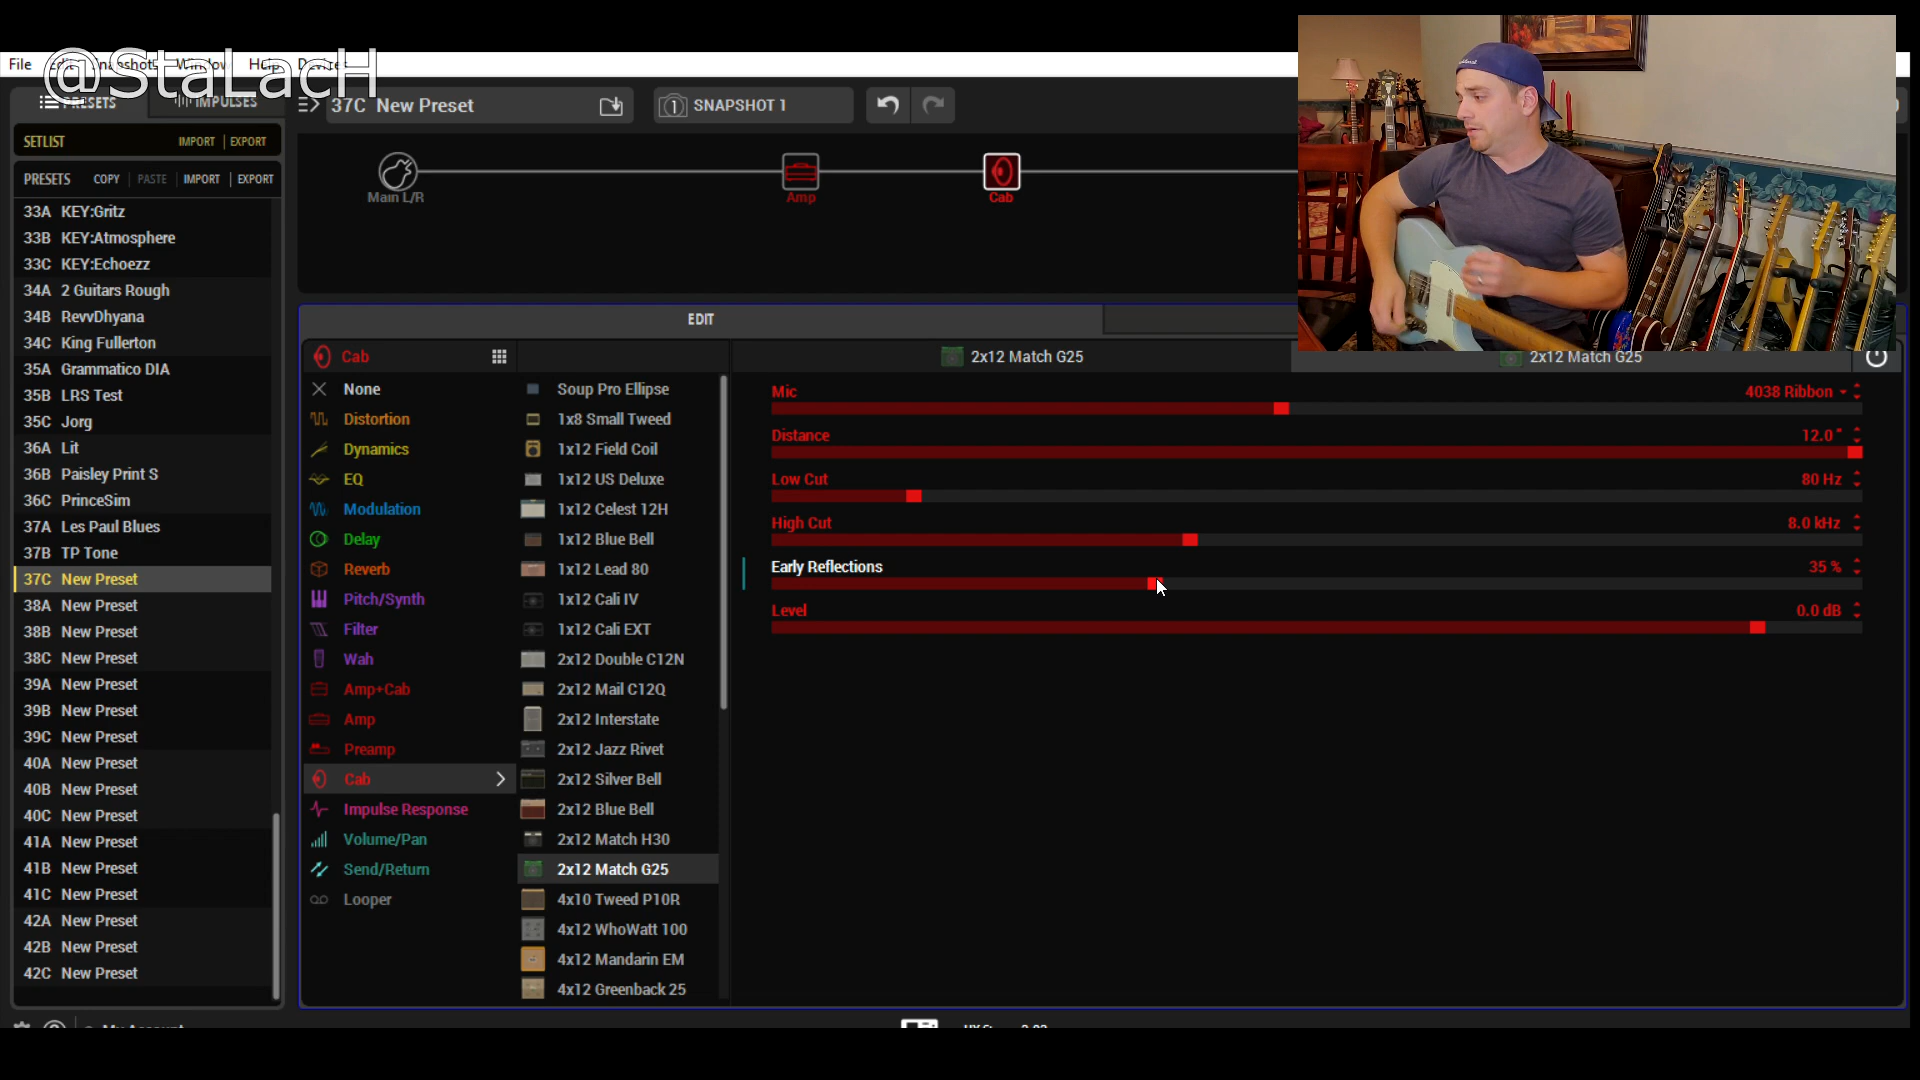 @StaLacH
File Edit Snapshots Window Help Devices
PRESETS IMPULSES
37C New Preset
1 SNAPSHOT 1
SETLIST IMPORT | EXPORT
PRESETS COPY | PASTE | IMPORT | EXPORT
Main L/R
Amp
Cab
33A KEY:Gritz
33B KEY:Atmosphere
33C KEY:Echoezz
34A 2 Guitars Rough
34B RevvDhyana
34C King Fullerton
35A Grammatico DIA
35B LRS Test
35C Jorg
36A Lit
36B Paisley Print S
36C PrinceSim
37A Les Paul Blues
37B TP Tone
37C New Preset
38A New Preset
38B New Preset
38C New Preset
39A New Preset
39B New Preset
39C New Preset
40A New Preset
40B New Preset
40C New Preset
41A New Preset
41B New Preset
41C New Preset
42A New Preset
42B New Preset
42C New Preset
EDIT
Cab
None
Distortion
Dynamics
EQ
Modulation
Delay
Reverb
Pitch/Synth
Filter
Wah
Amp+Cab
Amp
Preamp
Cab
Impulse Response
Volume/Pan
Send/Return
Looper
Soup Pro Ellipse
1x8 Small Tweed
1x12 Field Coil
1x12 US Deluxe
1x12 Celest 12H
1x12 Blue Bell
1x12 Lead 80
1x12 Cali IV
1x12 Cali EXT
2x12 Double C12N
2x12 Mail C12Q
2x12 Interstate
2x12 Jazz Rivet
2x12 Silver Bell
2x12 Blue Bell
2x12 Match H30
2x12 Match G25
4x10 Tweed P10R
4x12 WhoWatt 100
4x12 Mandarin EM
4x12 Greenback 25
2x12 Match G25
2x12 Match G25
Mic 4038 Ribbon
Distance 12.0"
Low Cut 80 Hz
High Cut 8.0 kHz
Early Reflections 35 %
Level 0.0 dB
My Account